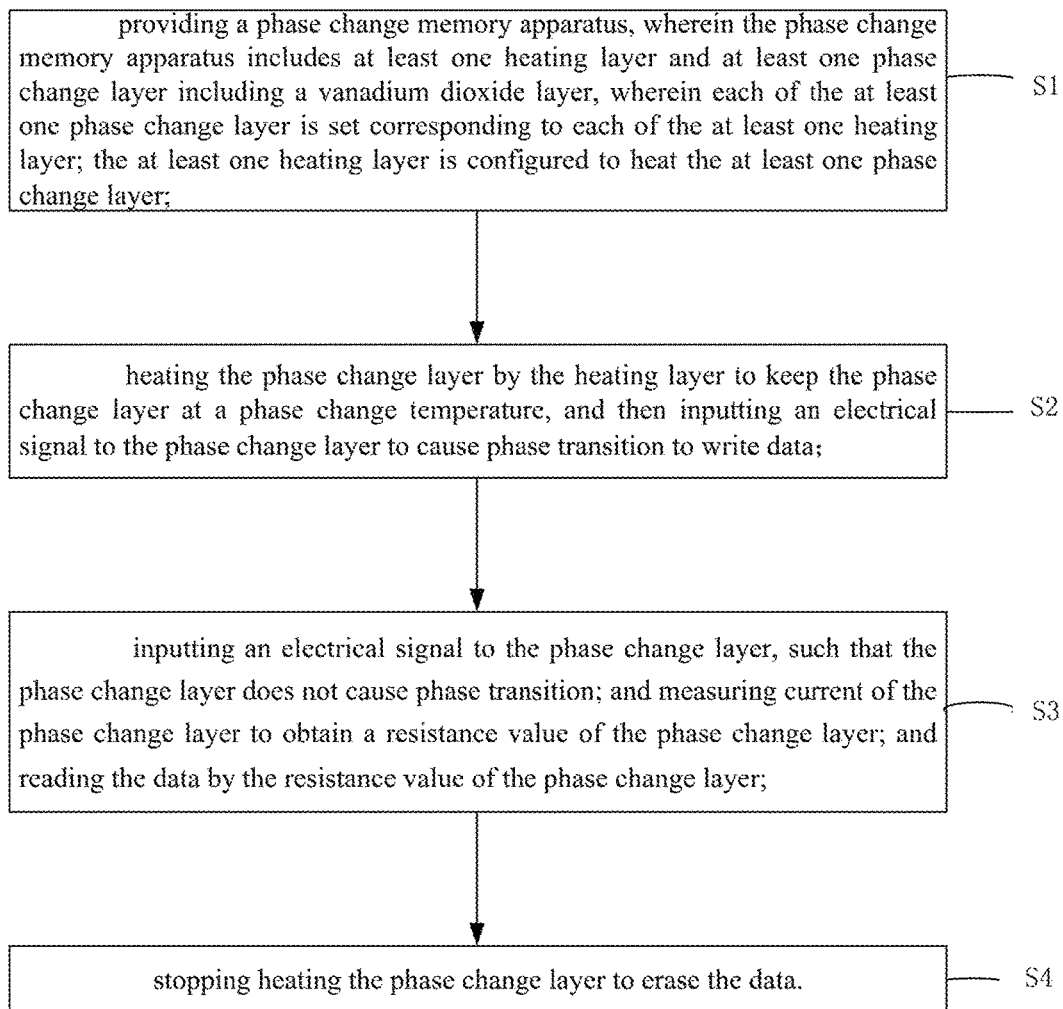 providing a phase change memory apparatus, wherein the phase change
memory apparatus includes at least one heating layer and at least one phase
change layer including a vanadium dioxide layer, wherein each of the at least
one phase change layer is set corresponding to each of the at least one heating
layer; the at least one heating layer is configured to heat the at least one phase
change layer;
S1
heating the phase change layer by the heating layer to keep the phase
change layer at a phase change temperature, and then inputting an electrical
signal to the phase change layer to cause phase transition to write data;
S2
inputting an electrical signal to the phase change layer, such that the
phase change layer does not cause phase transition; and measuring current of the
phase change layer to obtain a resistance value of the phase change layer; and
reading the data by the resistance value of the phase change layer;
S3
stopping heating the phase change layer to erase the data.
S4